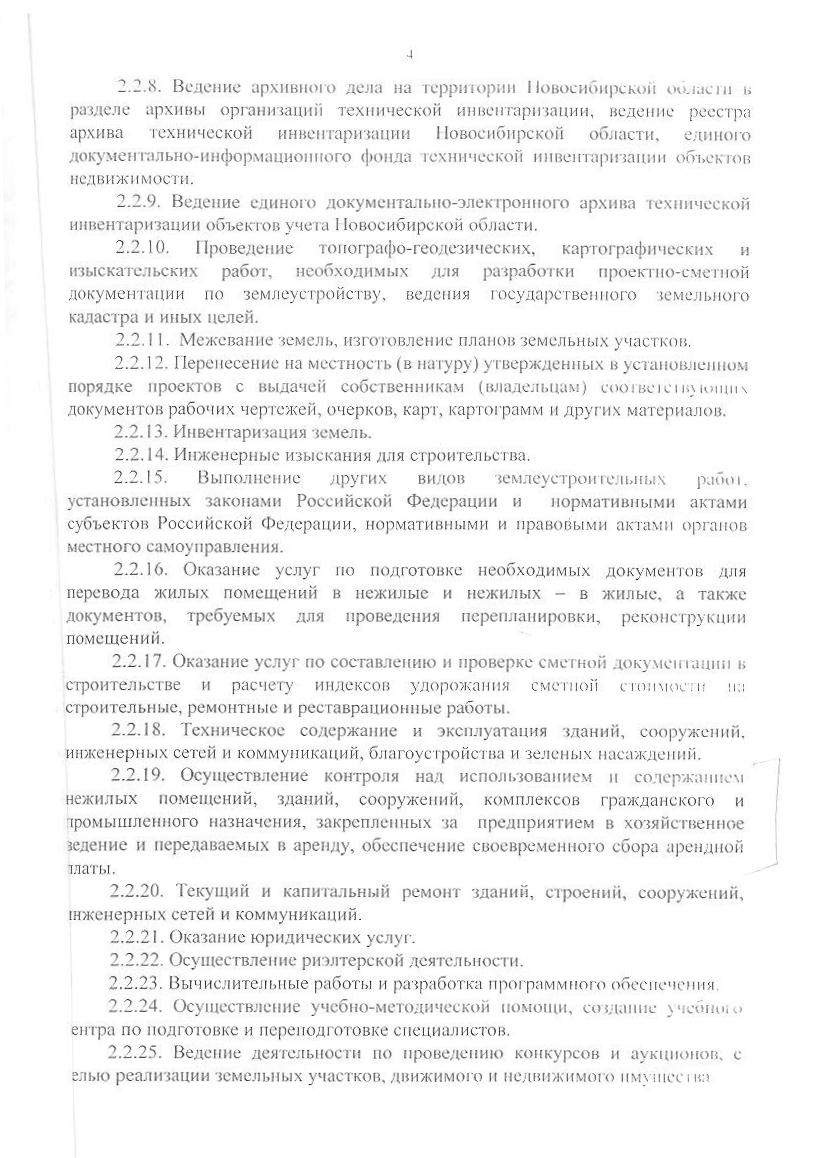 4
2.2.8. Ведение архивного дела на территории Новосибирской области в
разделе архивы организаций технической инвентаризации, ведение реестра
архива технической инвентаризации Новосибирской области, единого
документально-информационного фонда технической инвентаризации объектов
недвижимости.
2.2.9. Ведение единого документально-электронного архива технической
инвентаризации объектов учета Новосибирской области.
2.2.10. Проведение топографо-геодезических, картографических и
изыскательских работ, необходимых для разработки проектно-сметной
документации по землеустройству, ведения государственного земельного
кадастра и иных целей.
2.2.11. Межевание земель, изготовление планов земельных участков.
2.2.12. Перенесение на местность (в натуру) утвержденных в установленном
порядке проектов с выдачей собственникам (владельцам) соответствующих
документов рабочих чертежей, очерков, карт, картограмм и других материалов.
2.2.13. Инвентаризация земель.
2.2.14. Инженерные изыскания для строительства.
2.2.15. Выполнение других видов землеустроительных работ,
установленных законами Российской Федерации и нормативными актами
субъектов Российской Федерации, нормативными и правовыми актами органов
местного самоуправления.
2.2.16. Оказание услуг по подготовке необходимых документов для
перевода жилых помещений в нежилые и нежилых – в жилые, а также
документов, требуемых для проведения перепланировки, реконструкции
помещений.
2.2.17. Оказание услуг по составлению и проверке сметной документации в
строительстве и расчету индексов удорожания сметной стоимости на
строительные, ремонтные и реставрационные работы.
2.2.18. Техническое содержание и эксплуатация зданий, сооружений,
инженерных сетей и коммуникаций, благоустройства и зеленых насаждений.
2.2.19. Осуществление контроля над использованием и содержанием
нежилых помещений, зданий, сооружений, комплексов гражданского и
промышленного назначения, закрепленных за предприятием в хозяйственное
ведение и передаваемых в аренду, обеспечение своевременного сбора арендной
платы.
2.2.20. Текущий и капитальный ремонт зданий, строений, сооружений,
инженерных сетей и коммуникаций.
2.2.21. Оказание юридических услуг.
2.2.22. Осуществление риэлтерской деятельности.
2.2.23. Вычислительные работы и разработка программного обеспечения.
2.2.24. Осуществление учебно-методической помощи, создание учебного
ентра по подготовке и переподготовке специалистов.
2.2.25. Ведение деятельности по проведению конкурсов и аукционов, с
елью реализации земельных участков, движимого и недвижимого имущества